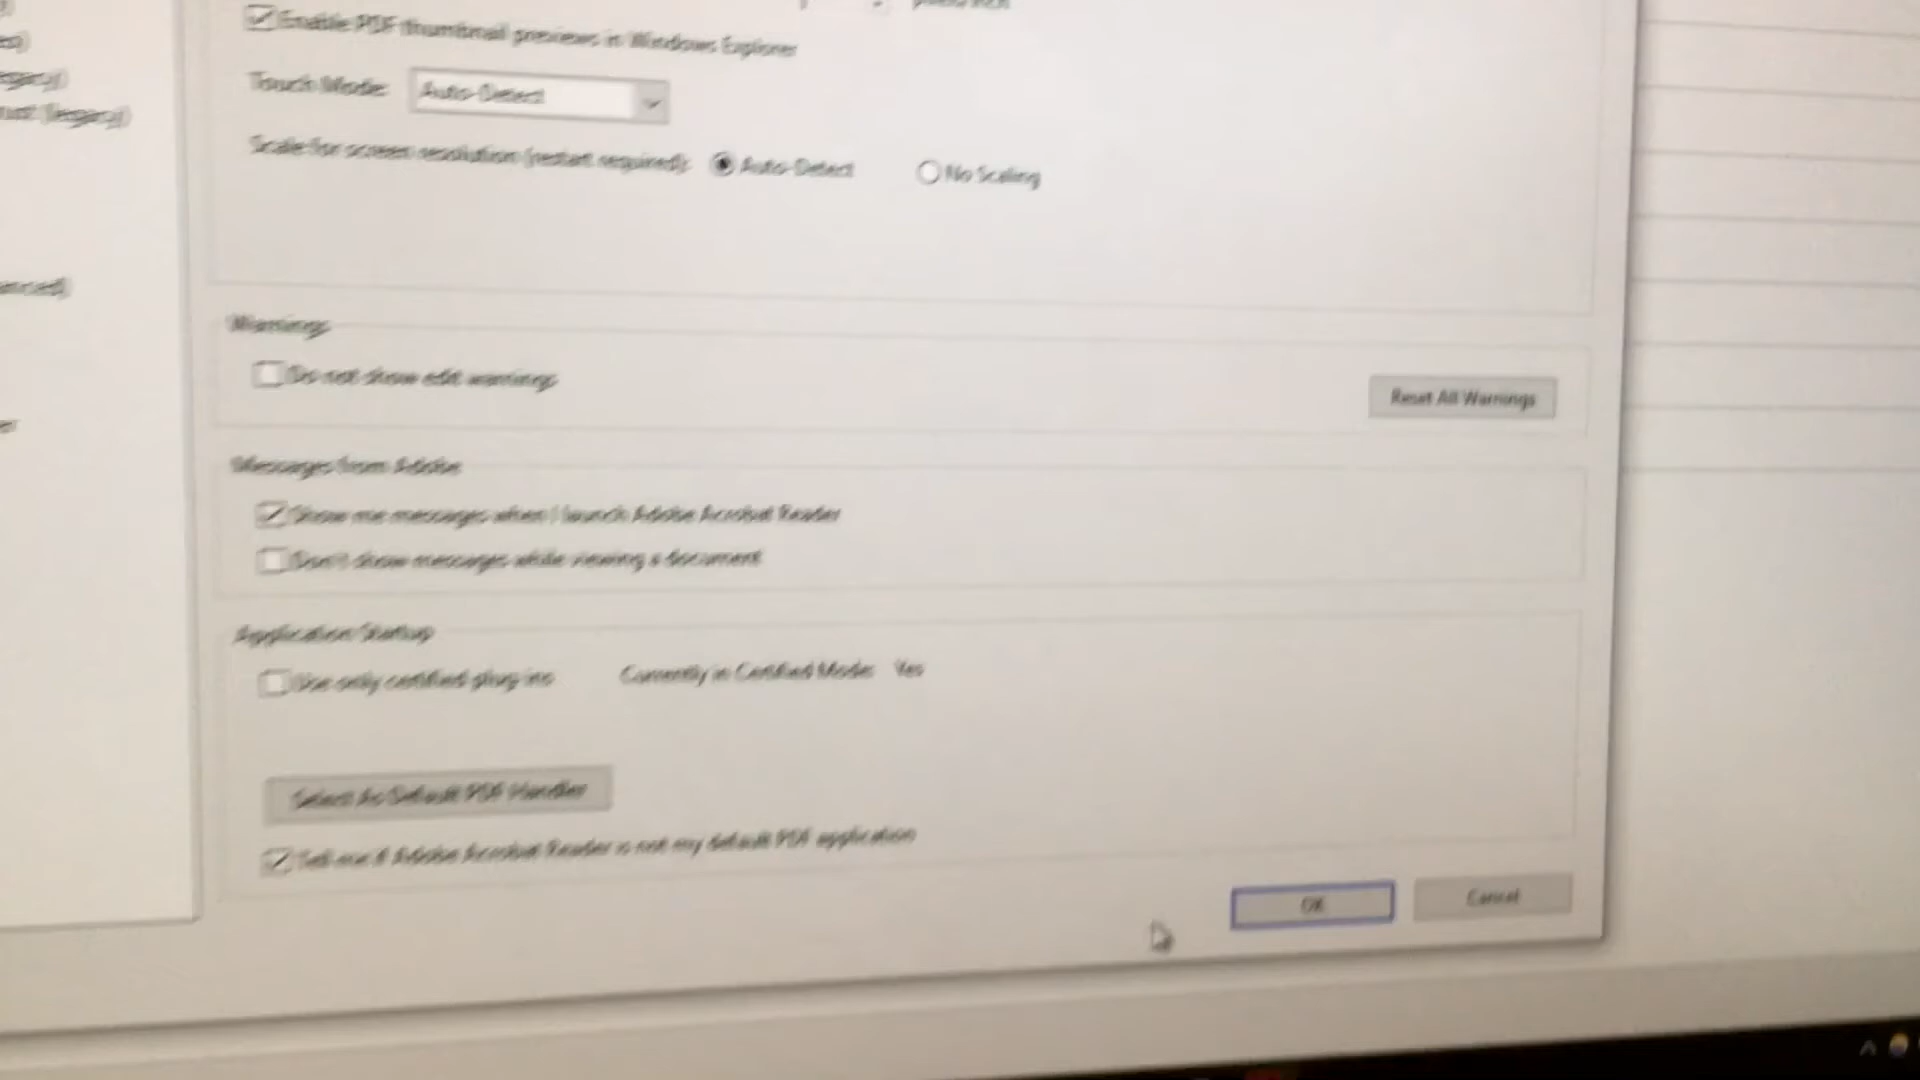 Enable PDF thumbnail previews in Windows Explorer
Touch Mode: Auto-Detect
Scale for screen resolution (restart required): Auto-Detect No Scaling
Warnings
Do not show edit warnings
Reset All Warnings
Messages from Adobe
Show me messages when I launch Adobe Acrobat Reader
Don't show messages while viewing a document
Application Startup
Use only certified plug-ins Currently in Certified Mode: Yes
Select As Default PDF Handler
Tell me if Adobe Acrobat Reader is not my default PDF application
OK Cancel